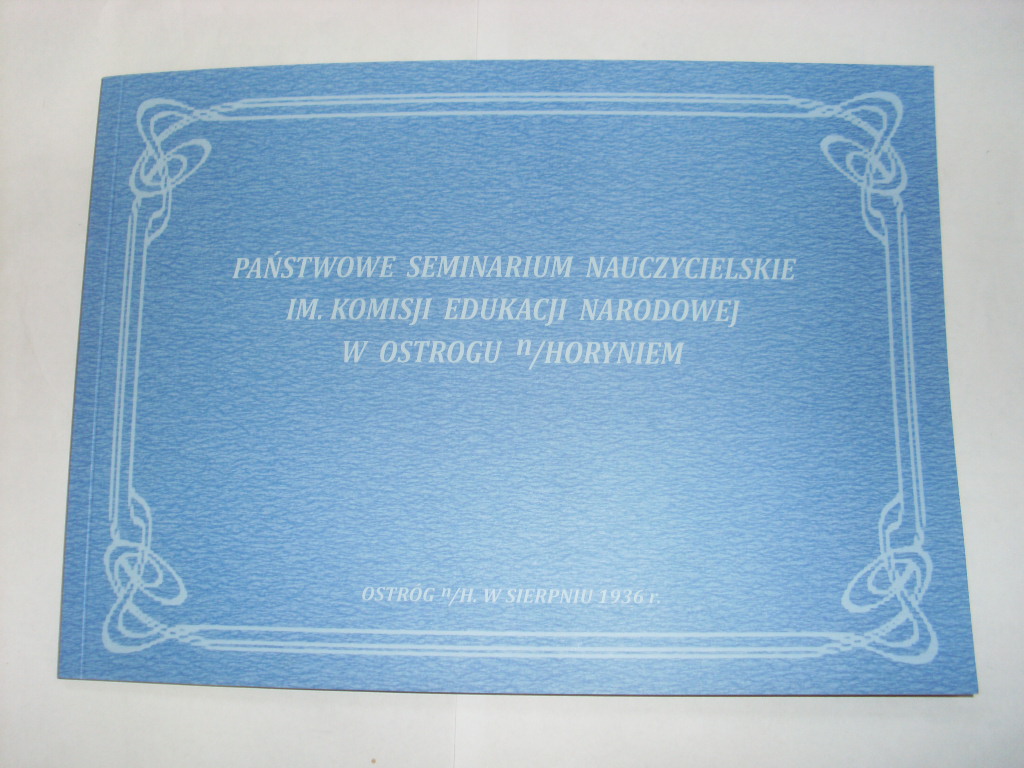 PAŃSTWOWE SEMINARIUM NAUCZYCIELSKIE
IM. KOMISJI EDUKACJI NARODOWEJ
W OSTROGU n/HORYNIEM
OSTRÓG n/H. W SIERPNIU 1936 r.